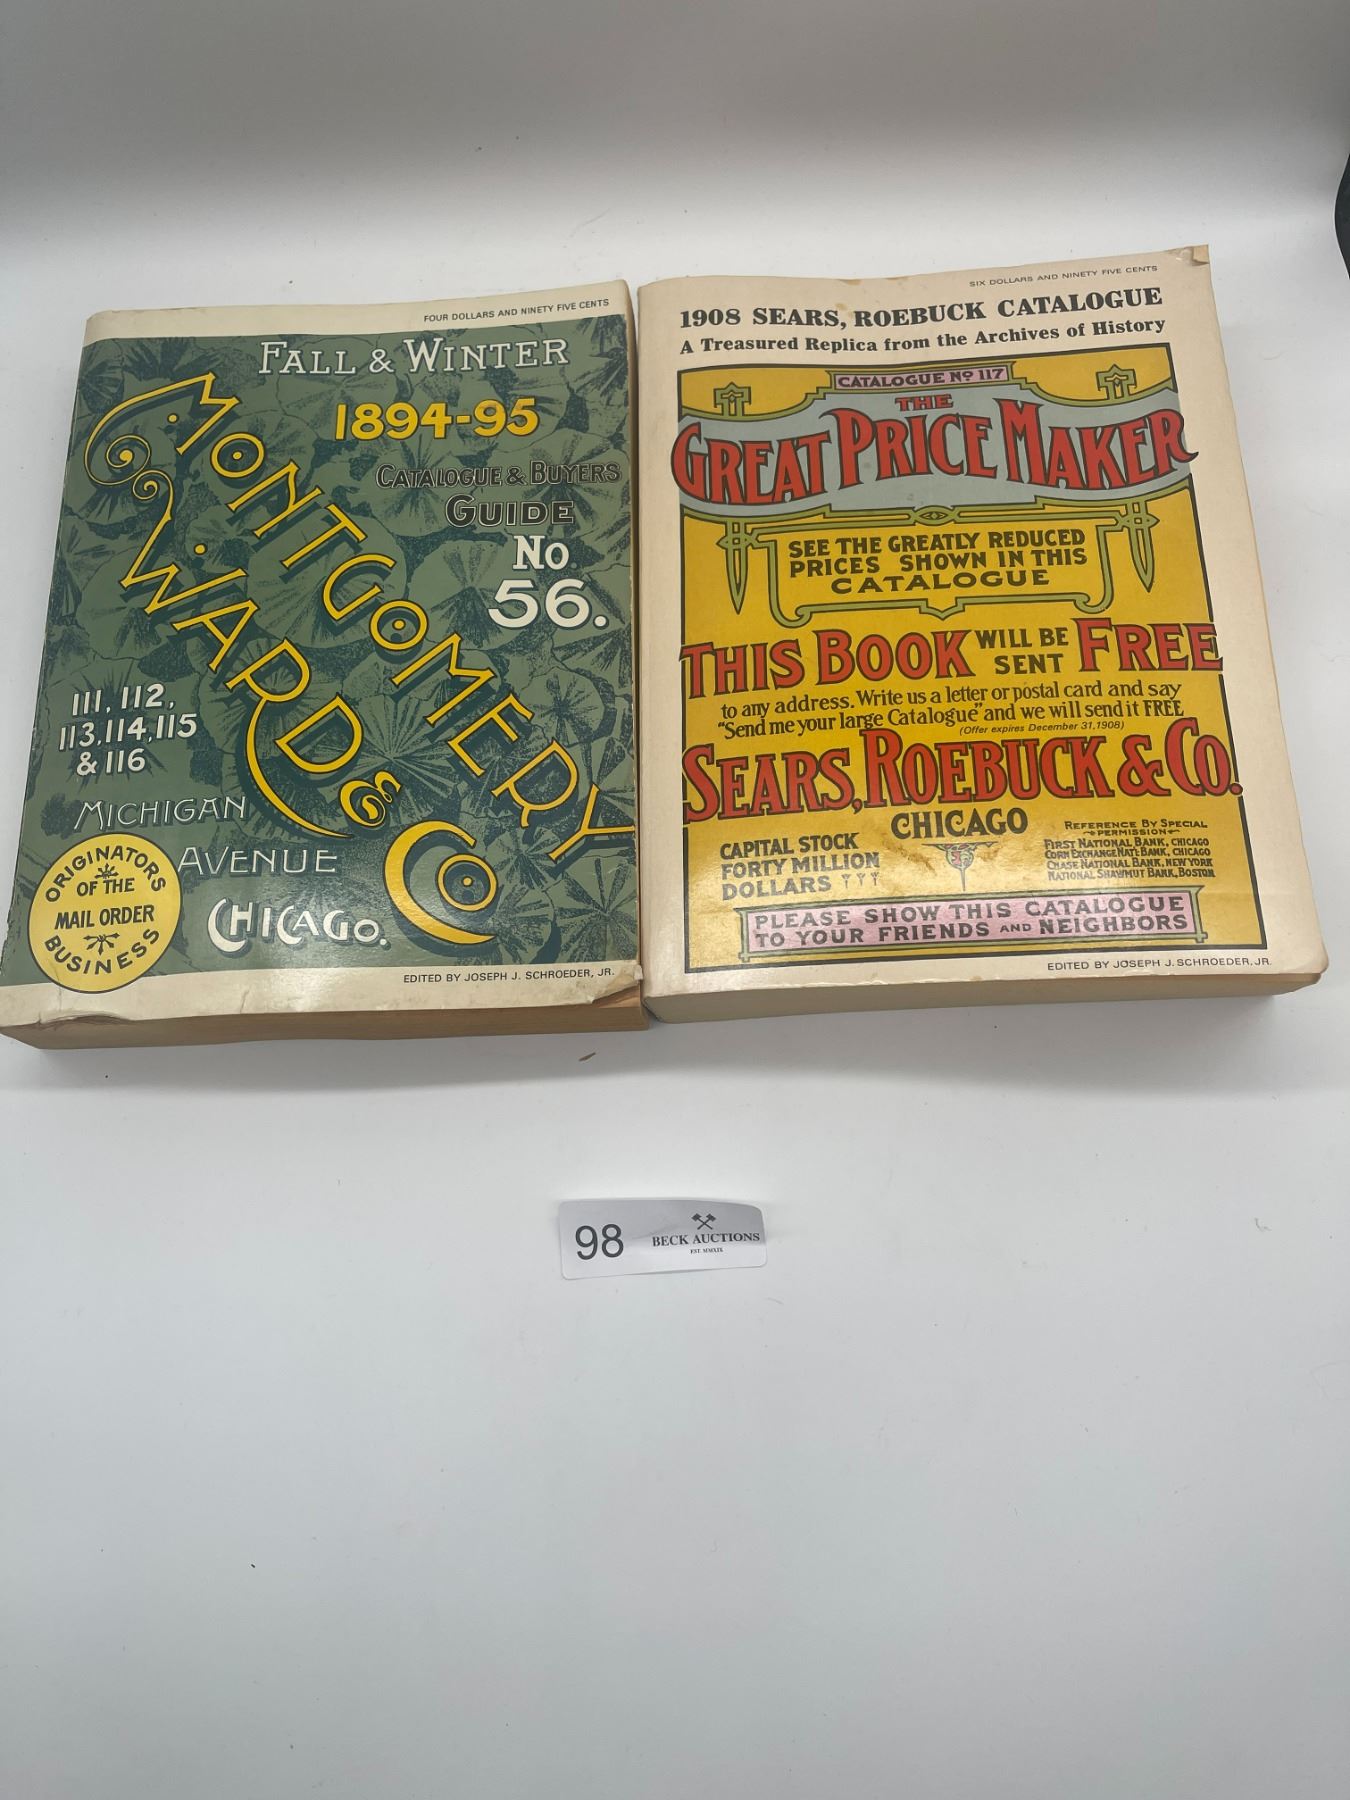 FOUR DOLLARS AND NINETY FIVE CENTS
FALL & WINTER
1894-95
CATALOGUE & BUYERS
GUIDE
No.
56.
MONTGOMERY
WARD &
CO
111, 112,
113, 114, 115
& 116
MICHIGAN
AVENUE
CHICAGO.
ORIGINATORS
OF THE
MAIL ORDER
BUSINESS
EDITED BY JOSEPH J. SCHROEDER, JR.
SIX DOLLARS AND NINETY FIVE CENTS
1908 SEARS, ROEBUCK CATALOGUE
A Treasured Replica from the Archives of History
CATALOGUE No 117
THE
GREAT PRICE MAKER
SEE THE GREATLY REDUCED
PRICES SHOWN IN THIS
CATALOGUE
THIS BOOK WILL BE SENT FREE
to any address. Write us a letter or postal card and say
"Send me your large Catalogue" and we will send it FREE
(Offer expires December 31, 1908)
SEARS, ROEBUCK & CO.
CHICAGO
CAPITAL STOCK
FORTY MILLION
DOLLARS
REFERENCE BY SPECIAL
PERMISSION
FIRST NATIONAL BANK, CHICAGO
CORN EXCHANGE NAT'L BANK, CHICAGO
CHASE NATIONAL BANK, NEW YORK
NATIONAL SHAWMUT BANK, BOSTON
PLEASE SHOW THIS CATALOGUE
TO YOUR FRIENDS AND NEIGHBORS
EDITED BY JOSEPH J. SCHROEDER, JR.
98
BECK AUCTIONS
EST. MMXIX